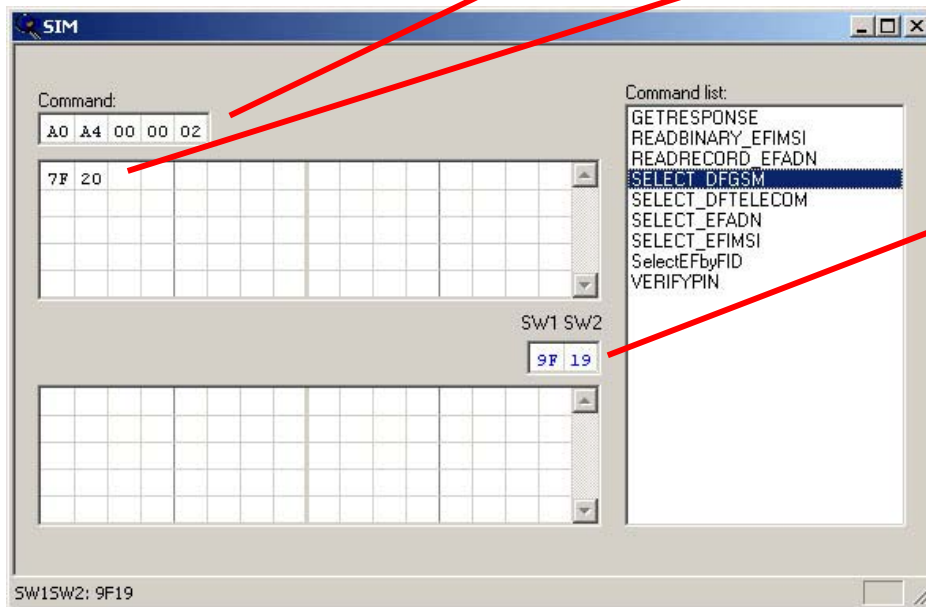 SIM
Command:
A0 A4 00 00 02
7F 20
SW1 SW2
9F 19
Command list:
GETRESPONSE
READBINARY_EFIMSI
READRECORD_EFADN
SELECT_DFGSM
SELECT_DFTELECOM
SELECT_EFADN
SELECT_EFIMSI
SelectEFbyFID
VERIFYPIN
SW1SW2: 9F19